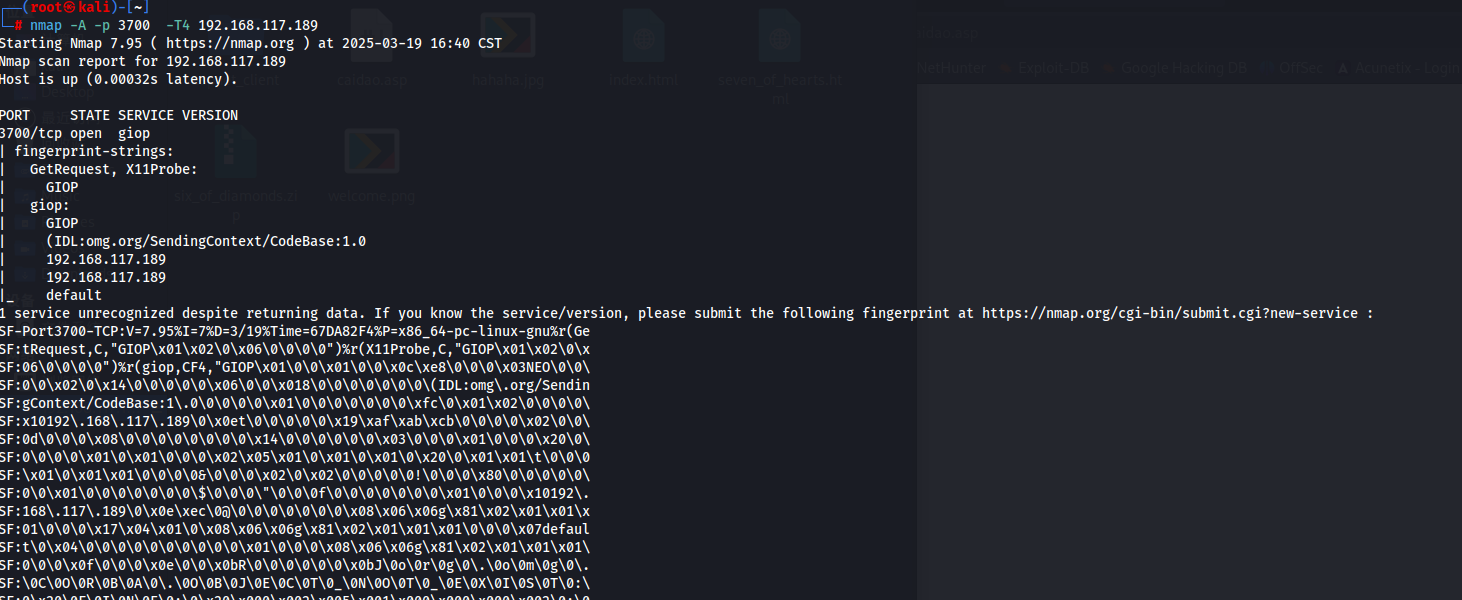 ┌──(root㉿kali)-[~]
└─# nmap -A -p 3700  -T4 192.168.117.189
Starting Nmap 7.95 ( https://nmap.org ) at 2025-03-19 16:40 CST
Nmap scan report for 192.168.117.189
Host is up (0.00032s latency).
PORT     STATE SERVICE VERSION
3700/tcp open  giop
| fingerprint-strings:
|   GetRequest, X11Probe:
|     GIOP
|   giop:
|     GIOP
|     (IDL:omg.org/SendingContext/CodeBase:1.0
|     192.168.117.189
|     192.168.117.189
|_    default
1 service unrecognized despite returning data. If you know the service/version, please submit the following fingerprint at https://nmap.org/cgi-bin/submit.cgi?new-service :
SF-Port3700-TCP:V=7.95%I=7%D=3/19%Time=67DA82F4%P=x86_64-pc-linux-gnu%r(Ge
SF:tRequest,C,"GIOP\x01\x02\0\x06\0\0\0\0")%r(X11Probe,C,"GIOP\x01\x02\0\x
SF:06\0\0\0\0")%r(giop,CF4,"GIOP\x01\0\0\x01\0\0\x0c\xe8\0\0\0\x03NEO\0\0\
SF:0\0\x02\0\x14\0\0\0\0\0\x06\0\0\x018\0\0\0\0\0\0\0\(IDL:omg\.org/Sendin
SF:gContext/CodeBase:1\.0\0\0\0\0\x01\0\0\0\0\0\0\0\xfc\0\x01\x02\0\0\0\0\
SF:x10192\.168\.117\.189\0\x0et\0\0\0\0\0\x19\xaf\xab\xcb\0\0\0\0\x02\0\0\
SF:0d\0\0\0\x08\0\0\0\0\0\0\0\x14\0\0\0\0\0\x03\0\0\0\x01\0\0\0\x20\0\
SF:0\0\0\0\x01\0\x01\0\0\0\x02\x05\x01\0\x01\0\x01\0\x20\0\x01\x01\t\0\0\0
SF:\x01\0\x01\x01\0\0\0\0&\0\0\0\x02\0\x02\0\0\0\0\0!\0\0\0\x80\0\0\0\0\0\
SF:0\0\x01\0\0\0\0\0\0\0\$\0\0\0\"\0\0\0f\0\0\0\0\0\0\0\x01\0\0\0\x10192\.
SF:168\.117\.189\0\x0e\xec\0@\0\0\0\0\0\0\0\x08\x06\x06g\x81\x02\x01\x01\x
SF:01\0\0\0\x17\x04\x01\0\x08\x06\x06g\x81\x02\x01\x01\x01\0\0\0\x07defaul
SF:t\0\x04\0\0\0\0\0\0\0\0\0\x01\0\0\0\x08\x06\x06g\x81\x02\x01\x01\x01\
SF:0\0\0\x0f\0\0\0\x0e\0\0\x0bR\0\0\0\0\0\0\x0bJ\0o\0r\0g\0\.\0o\0m\0g\0\.
SF:\0C\0O\0R\0B\0A\0\.\0O\0B\0J\0E\0C\0T\0_\0N\0O\0T\0_\0E\0X\0I\0S\0T\0:\
client
caidao.asp
hahaha.jpg
index.html
seven_of_hearts.ht
ml
six_of_diamonds.zi
p
welcome.png
NetHunter
Exploit-DB
Google Hacking DB
OffSec
Acunetix - Login